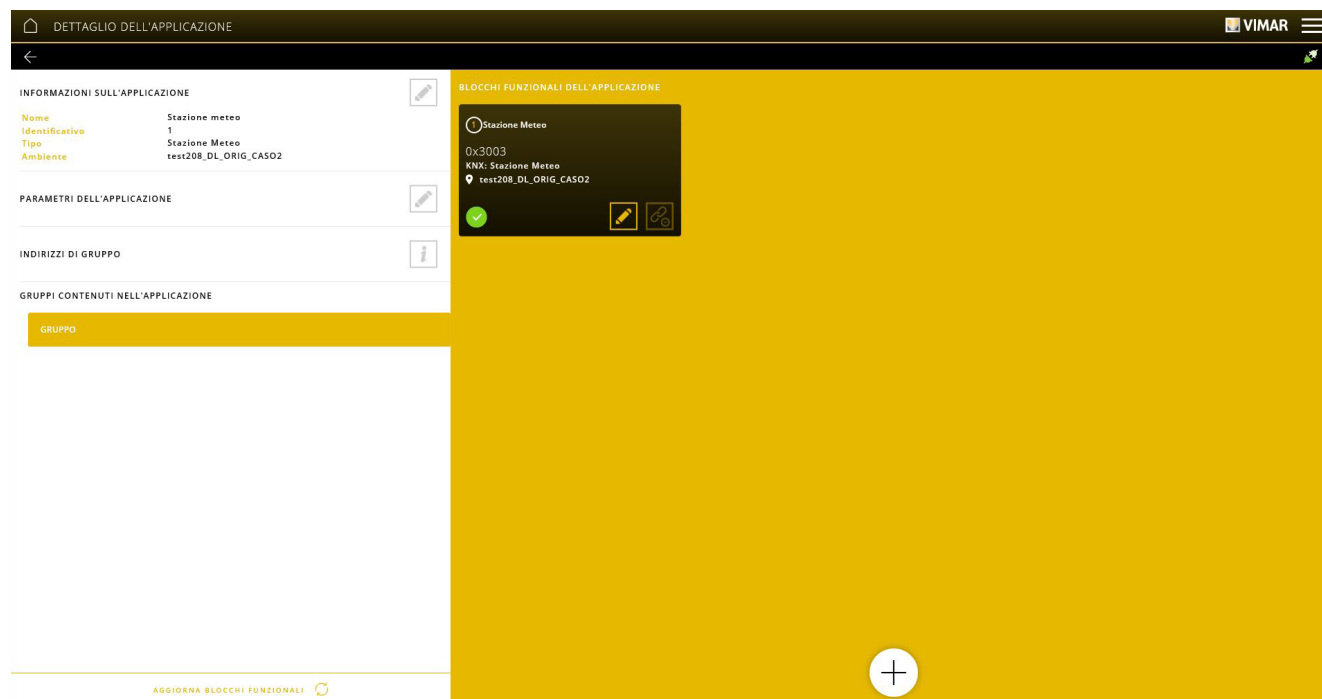 DETTAGLIO DELL'APPLICAZIONE
VIMAR
INFORMAZIONI SULL'APPLICAZIONE
Nome Stazione meteo
Identificativo 1
Tipo Stazione Meteo
Ambiente test208_DL_ORIG_CASO2
PARAMETRI DELL'APPLICAZIONE
INDIRIZZI DI GRUPPO
i
GRUPPI CONTENUTI NELL'APPLICAZIONE
GRUPPO
AGGIORNA BLOCCHI FUNZIONALI
BLOCCHI FUNZIONALI DELL'APPLICAZIONE
1 Stazione Meteo
0x3003
KNX: Stazione Meteo
test208_DL_ORIG_CASO2